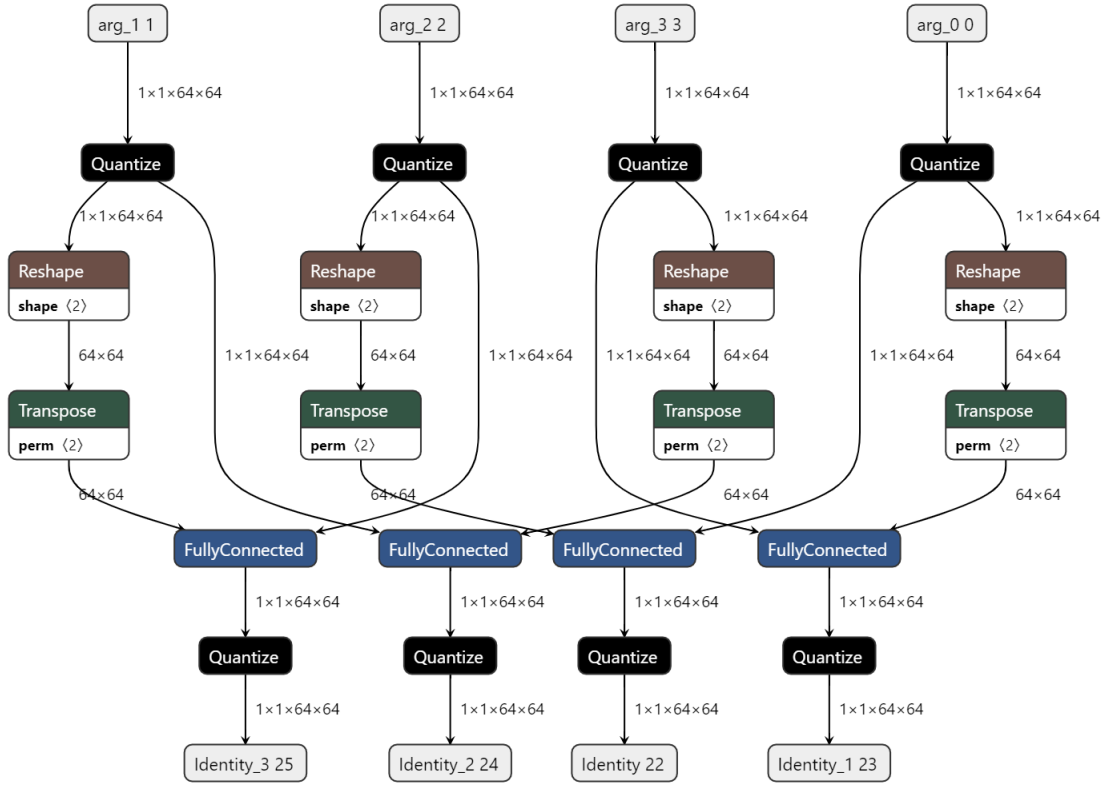 arg_1 1
arg_2 2
arg_3 3
arg_0 0
1×1×64×64
1×1×64×64
1×1×64×64
1×1×64×64
Quantize
Quantize
Quantize
Quantize
1×1×64×64
1×1×64×64
1×1×64×64
1×1×64×64
Reshape
shape 〈2〉
Reshape
shape 〈2〉
Reshape
shape 〈2〉
Reshape
shape 〈2〉
64×64
1×1×64×64
64×64
1×1×64×64
1×1×64×64
64×64
1×1×64×64
64×64
Transpose
perm 〈2〉
Transpose
perm 〈2〉
Transpose
perm 〈2〉
Transpose
perm 〈2〉
64×64
64×64
64×64
64×64
FullyConnected
FullyConnected
FullyConnected
FullyConnected
1×1×64×64
1×1×64×64
1×1×64×64
1×1×64×64
Quantize
Quantize
Quantize
Quantize
1×1×64×64
1×1×64×64
1×1×64×64
1×1×64×64
Identity_3 25
Identity_2 24
Identity 22
Identity_1 23